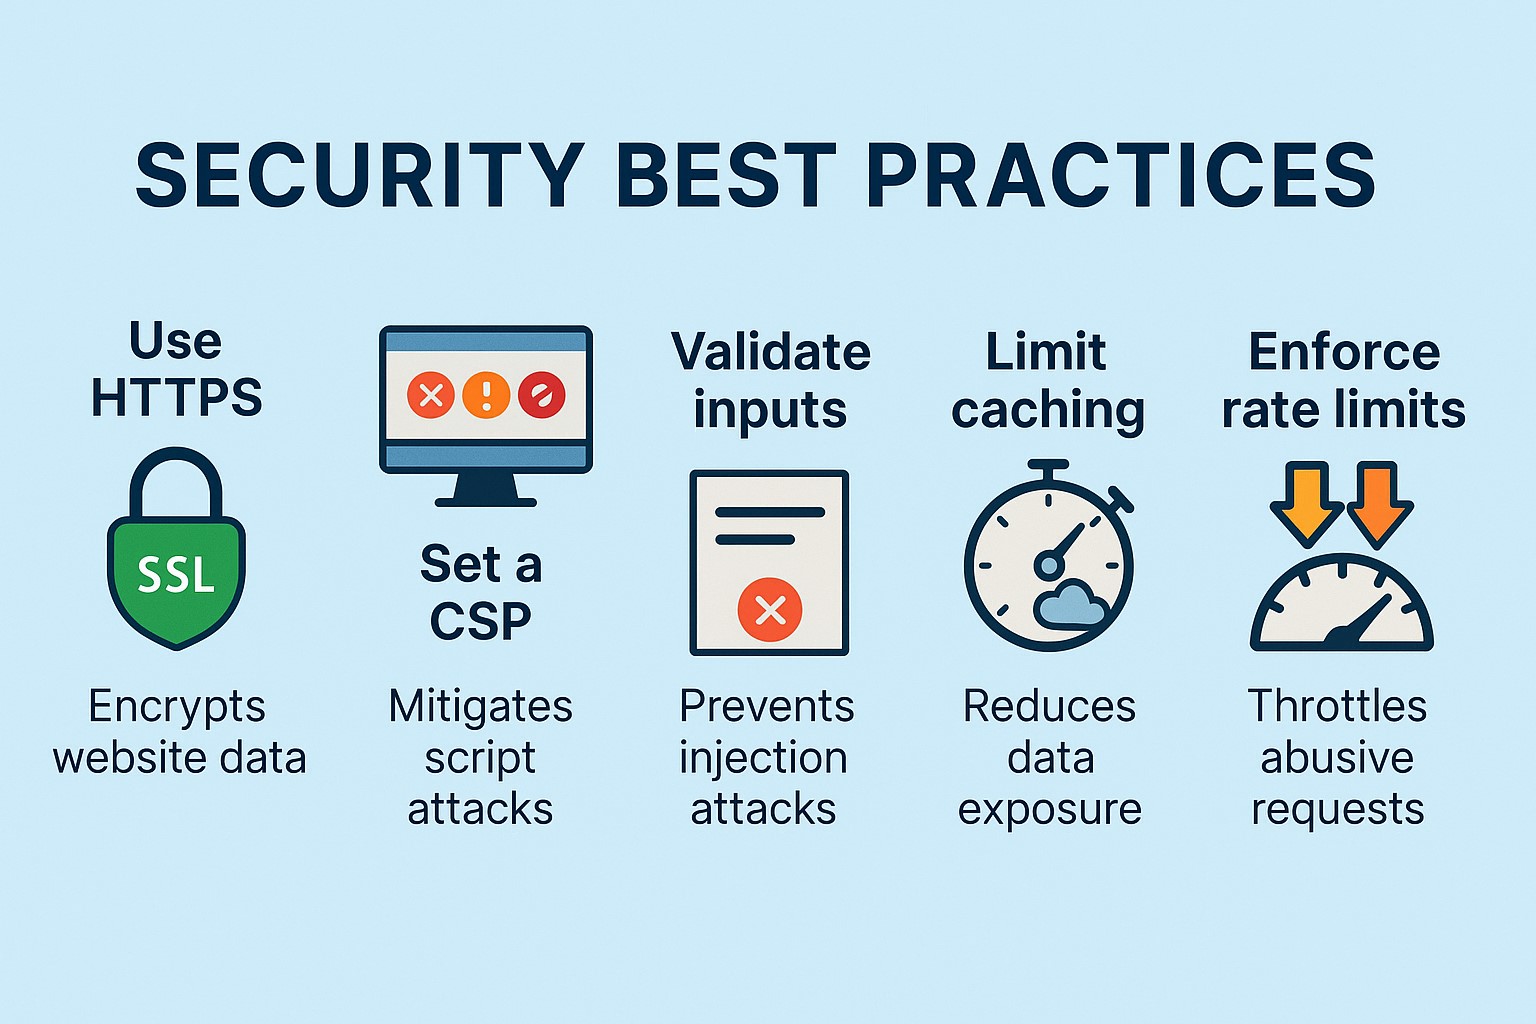 SECURITY BEST PRACTICES
Use
HTTPS
SSL
Encrypts
website data
Set a
CSP
Mitigates
script
attacks
Validate
inputs
Prevents
injection
attacks
Limit
caching
Reduces
data
exposure
Enforce
rate limits
Throttles
abusive
requests